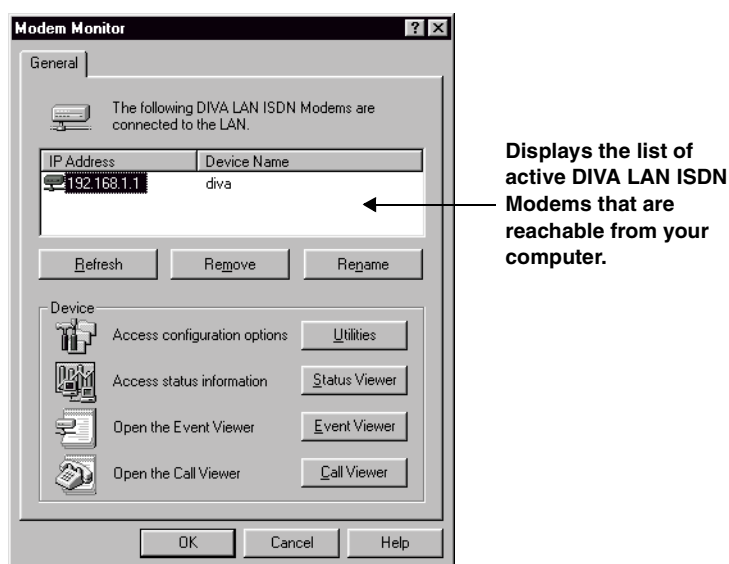 Modem Monitor
General
The following DIVA LAN ISDN Modems are
connected to the LAN.
IP Address Device Name
192.168.1.1 diva
Refresh Remove Rename
Device
Access configuration options Utilities
Access status information Status Viewer
Open the Event Viewer Event Viewer
Open the Call Viewer Call Viewer
OK Cancel Help
Displays the list of
active DIVA LAN ISDN
Modems that are
reachable from your
computer.